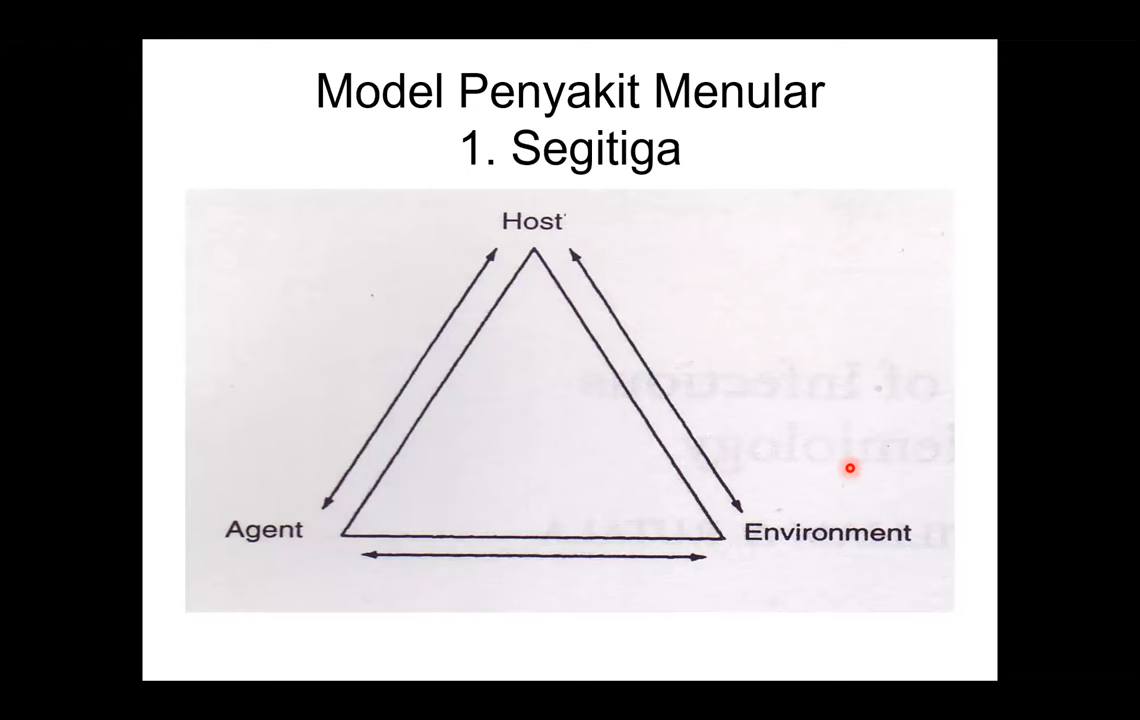 Model Penyakit Menular
1. Segitiga
Host
Agent
Environment